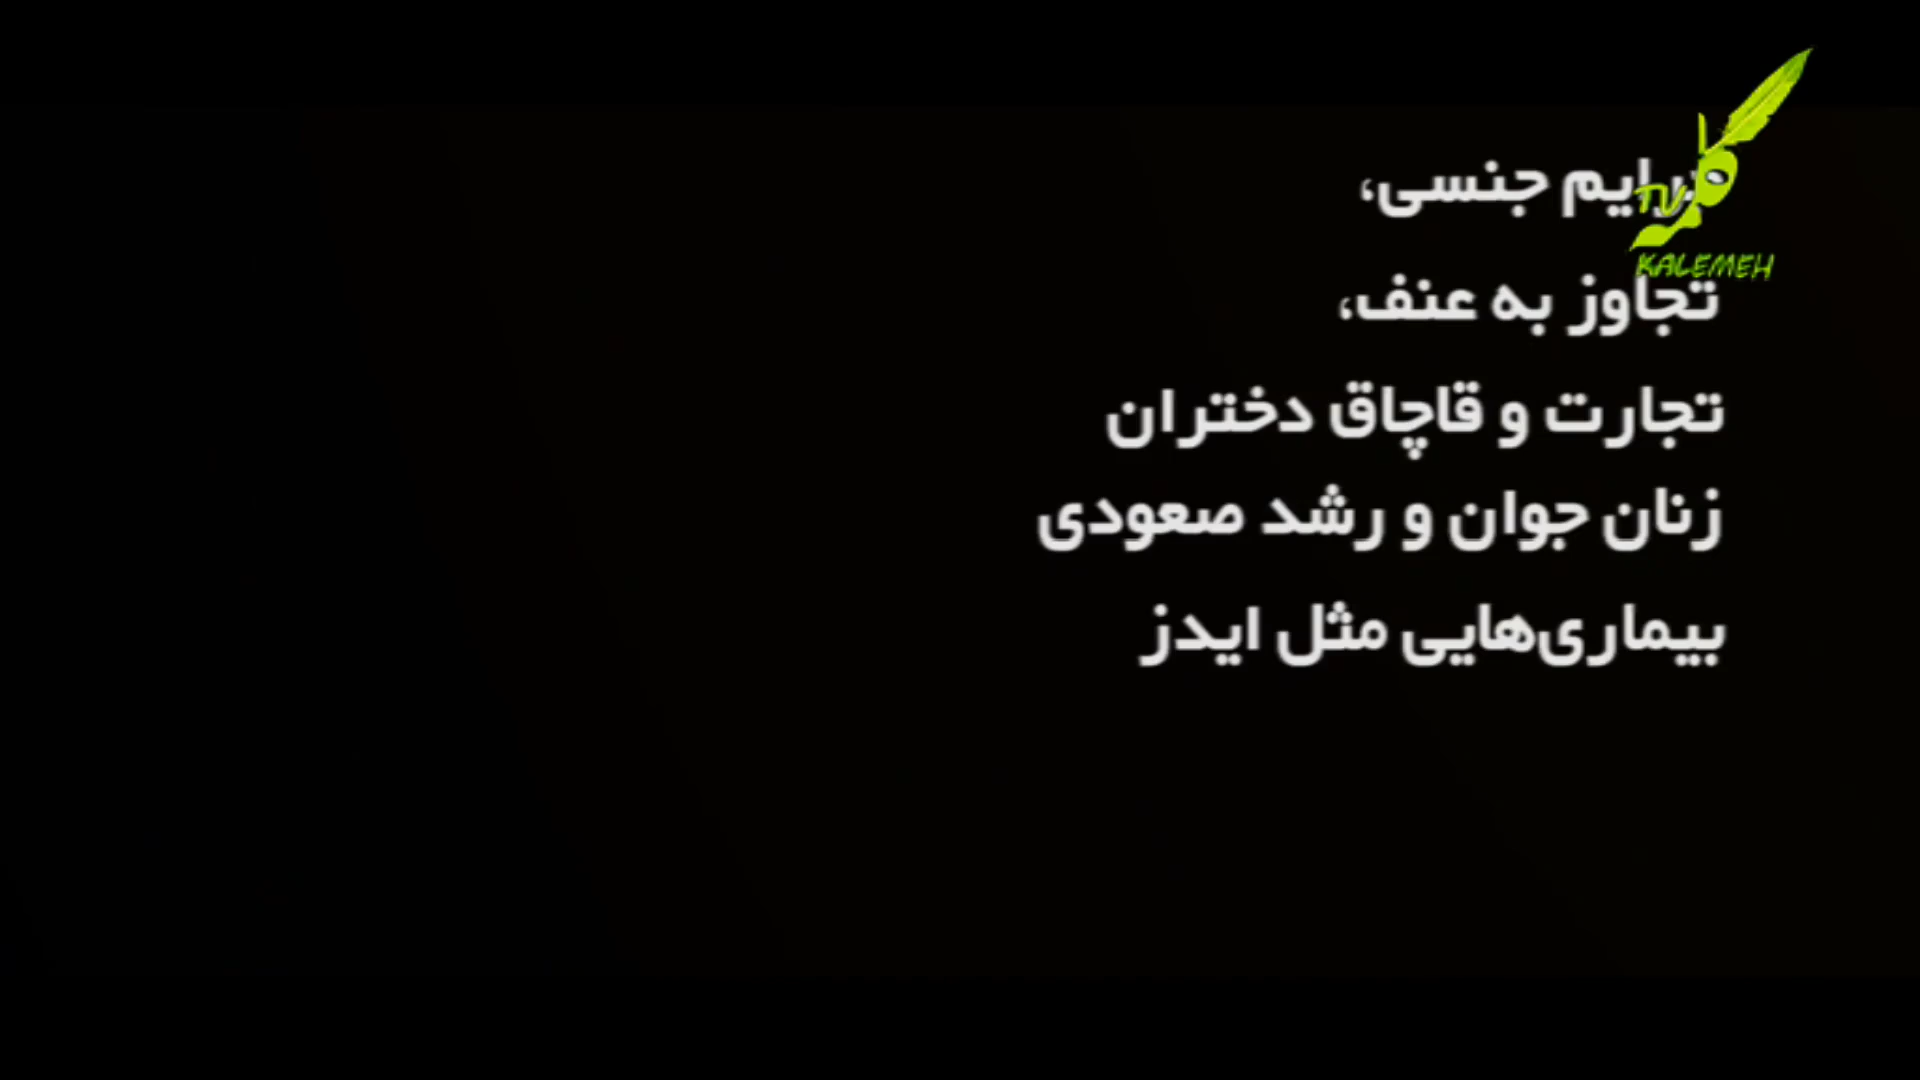 جنسی،
تجاوز به عنف،
تجارت و قاچاق دختران
زنان جوان و رشد صعودی
بیماری‌هایی مثل ایدز
TV
KALEMEH